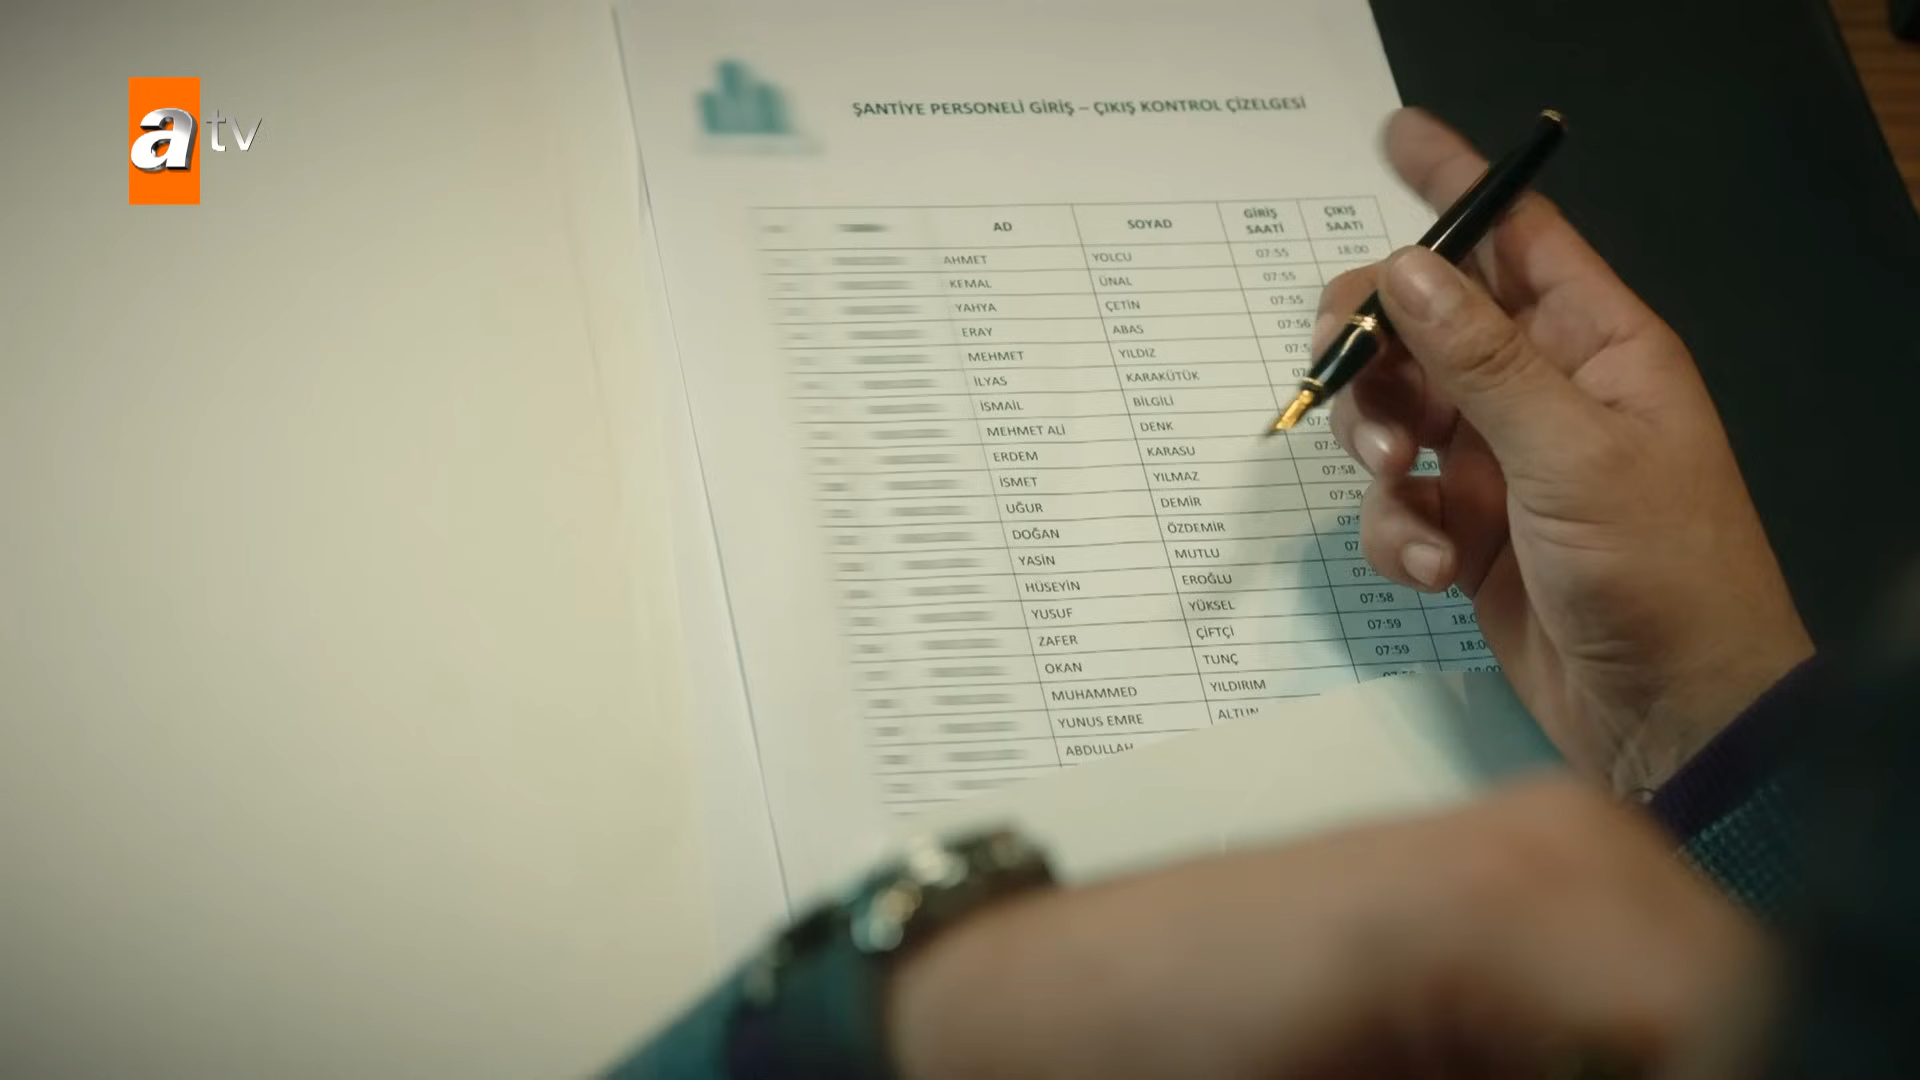 atv
ŞANTİYE PERSONELİ GİRİŞ – ÇIKIŞ KONTROL ÇİZELGESİ
AD SOYAD GİRİŞ SAATİ ÇIKIŞ SAATİ
AHMET YOLCU 07:55 18:00
KEMAL ÜNAL 07:55
YAHYA ÇETİN 07:55
ERAY ABAS 07:56
MEHMET YILDIZ
İLYAS KARAKÜTÜK
İSMAİL BİLGİLİ
MEHMET ALİ DENK
ERDEM KARASU
İSMET YILMAZ 07:58
UĞUR DEMİR 07:58
DOĞAN ÖZDEMİR
YASİN MUTLU
HÜSEYİN EROĞLU
YUSUF YÜKSEL 07:58
ZAFER ÇİFTÇİ 07:59
OKAN TUNÇ 07:59
MUHAMMED YILDIRIM
YUNUS EMRE ALTUN
ABDULLAH